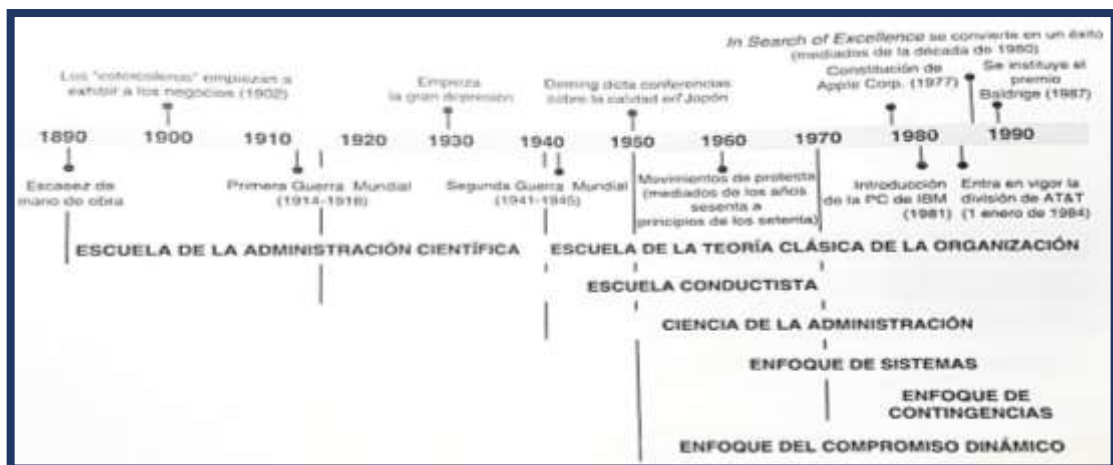 In Search of Excellence se convierte en un éxito
(mediados de la década de 1980)
Los "cotorcoleros" empiezan a
exhibir a los negocios (1902)
Empieza
la gran depresión
Deming dicta conferencias
sobre la calidad en Japón
Constitución de
Apple Corp. (1977)
Se instituye el
premio
Baldrige (1987)
1890 1900 1910 1920 1930 1940 1950 1960 1970 1980 1990
Escasez de
mano de obra
Primera Guerra Mundial
(1914-1918)
Segunda Guerra Mundial
(1941-1945)
Movimientos de protesta
(mediados de los años
sesenta a
principios de los setenta)
Introducción
de la PC de IBM
(1981)
Entra en vigor la
división de AT&T
(1 enero de 1984)
ESCUELA DE LA ADMINISTRACIÓN CIENTÍFICA
ESCUELA DE LA TEORÍA CLÁSICA DE LA ORGANIZACIÓN
ESCUELA CONDUCTISTA
CIENCIA DE LA ADMINISTRACIÓN
ENFOQUE DE SISTEMAS
ENFOQUE DE
CONTINGENCIAS
ENFOQUE DEL COMPROMISO DINÁMICO